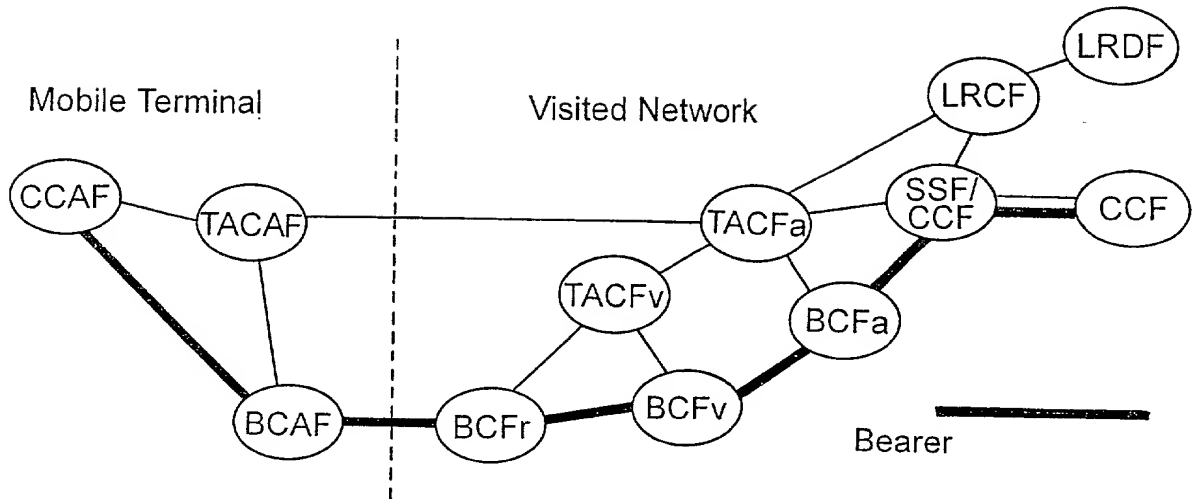 LRDF
Mobile Terminal
Visited Network
LRCF
CCAF
TACAF
TACFa
SSF/
CCF
CCF
TACFv
BCFa
BCAF
BCFr
BCFv
Bearer